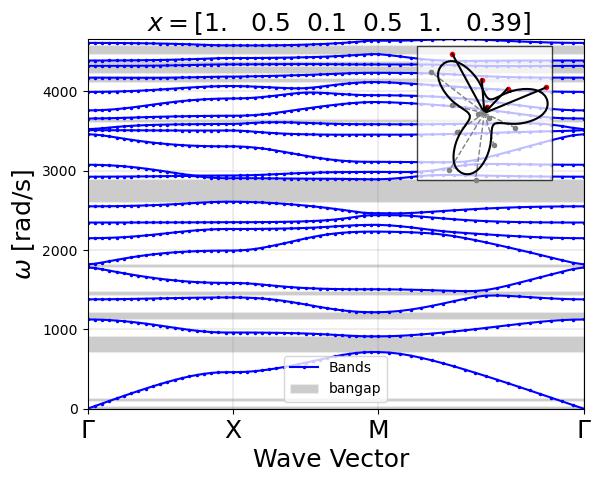 x = [1. 0.5 0.1 0.5 1. 0.39]
ω [rad/s]
4000
3000
2000
1000
0
Bands
bangap
Γ X M Γ
Wave Vector